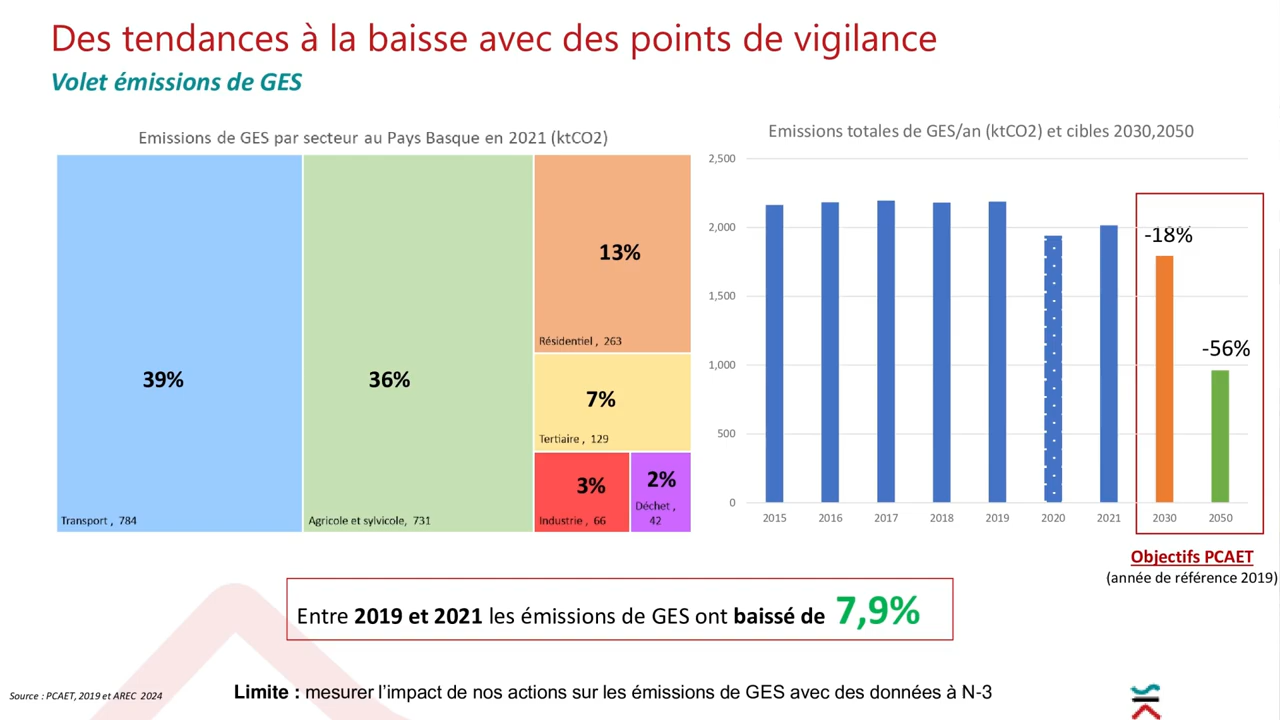 Des tendances à la baisse avec des points de vigilance
Volet émissions de GES
Emissions de GES par secteur au Pays Basque en 2021 (ktCO2)
39%
Transport , 784
36%
Agricole et sylvicole, 731
13%
Résidentiel , 263
7%
Tertiaire , 129
3%
Industrie , 66
2%
Déchet ,
42
Emissions totales de GES/an (ktCO2) et cibles 2030,2050
2,500
2,000
1,500
1,000
500
0
-18%
-56%
2015 2016 2017 2018 2019 2020 2021 2030 2050
Objectifs PCAET
(année de référence 2019)
Entre 2019 et 2021 les émissions de GES ont baissé de 7,9%
Source : PCAET, 2019 et AREC 2024
Limite : mesurer l'impact de nos actions sur les émissions de GES avec des données à N-3